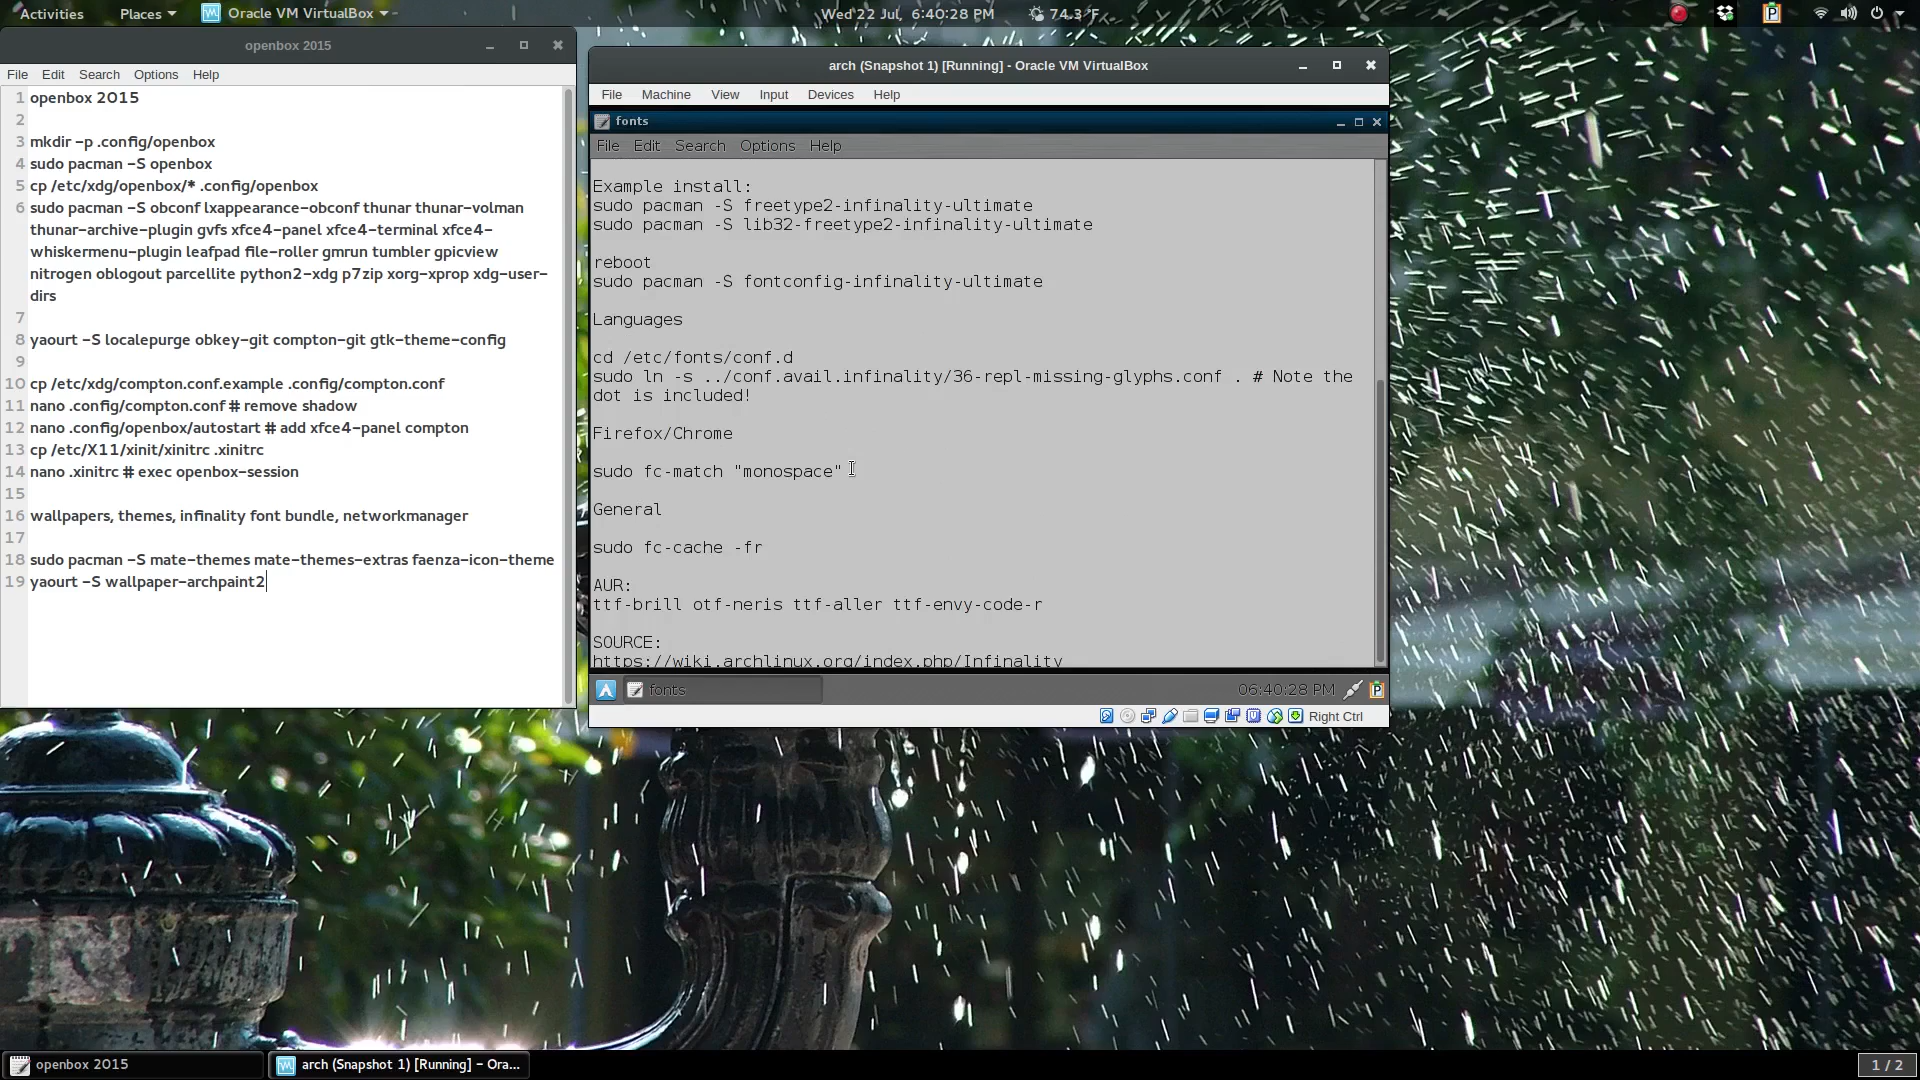 Activities Places Oracle VM VirtualBox Wed 22 Jul, 6:40:28 PM 74.3 °F
openbox 2015
File Edit Search Options Help
1 openbox 2015
2
3 mkdir -p .config/openbox
4 sudo pacman -S openbox
5 cp /etc/xdg/openbox/* .config/openbox
6 sudo pacman -S obconf lxappearance-obconf thunar thunar-volman
thunar-archive-plugin gvfs xfce4-panel xfce4-terminal xfce4-
whiskermenu-plugin leafpad file-roller gmrun tumbler gpicview
nitrogen oblogout parcellite python2-xdg p7zip xorg-xprop xdg-user-
dirs
7
8 yaourt -S localepurge obkey-git compton-git gtk-theme-config
9
10 cp /etc/xdg/compton.conf.example .config/compton.conf
11 nano .config/compton.conf # remove shadow
12 nano .config/openbox/autostart # add xfce4-panel compton
13 cp /etc/X11/xinit/xinitrc .xinitrc
14 nano .xinitrc # exec openbox-session
15
16 wallpapers, themes, infinality font bundle, networkmanager
17
18 sudo pacman -S mate-themes mate-themes-extras faenza-icon-theme
19 yaourt -S wallpaper-archpaint2
arch (Snapshot 1) [Running] - Oracle VM VirtualBox
File Machine View Input Devices Help
fonts
File Edit Search Options Help
Example install:
sudo pacman -S freetype2-infinality-ultimate
sudo pacman -S lib32-freetype2-infinality-ultimate
reboot
sudo pacman -S fontconfig-infinality-ultimate
Languages
cd /etc/fonts/conf.d
sudo ln -s ../conf.avail.infinality/36-repl-missing-glyphs.conf . # Note the
dot is included!
Firefox/Chrome
sudo fc-match "monospace"
General
sudo fc-cache -fr
AUR:
ttf-brill otf-neris ttf-aller ttf-envy-code-r
SOURCE:
https://wiki.archlinux.org/index.php/Infinality
fonts 06:40:28 PM
Right Ctrl
openbox 2015 arch (Snapshot 1) [Running] - Ora... 1 / 2